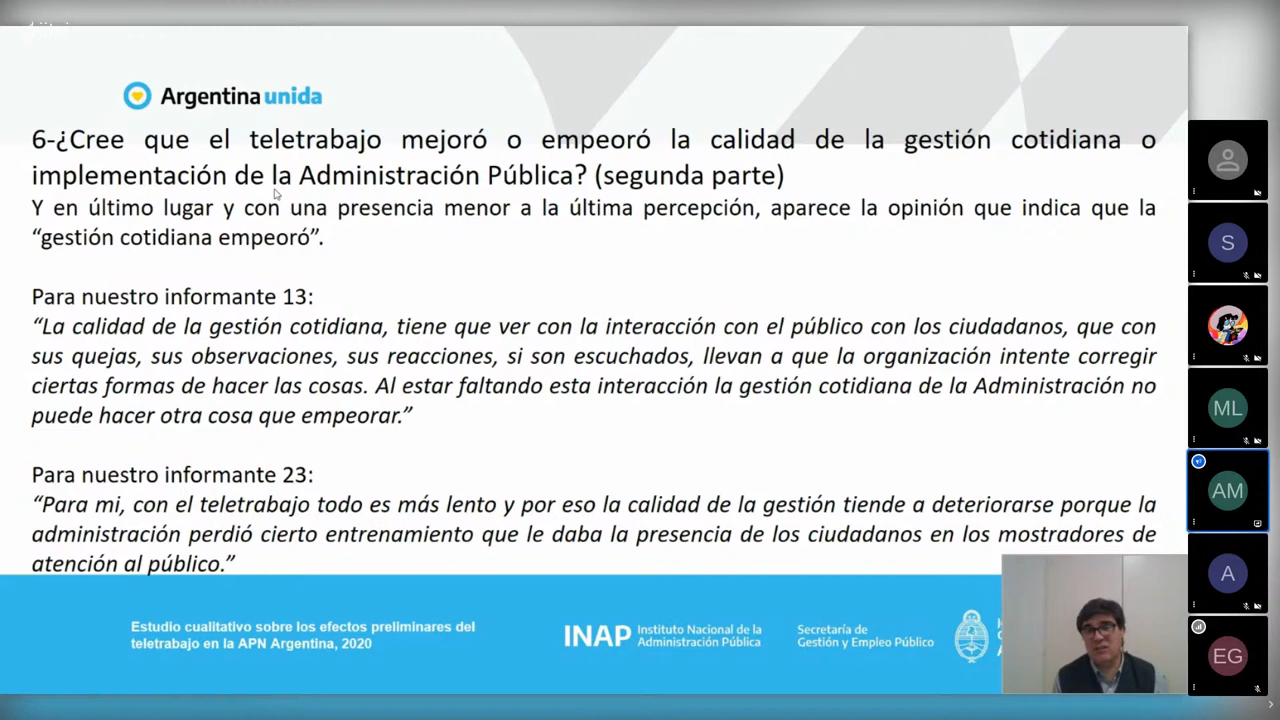 Argentina unida
6-¿Cree que el teletrabajo mejoró o empeoró la calidad de la gestión cotidiana o
implementación de la Administración Pública? (segunda parte)
Y en último lugar y con una presencia menor a la última percepción, aparece la opinión que indica que la
“gestión cotidiana empeoró”.
Para nuestro informante 13:
“La calidad de la gestión cotidiana, tiene que ver con la interacción con el público con los ciudadanos, que con
sus quejas, sus observaciones, sus reacciones, si son escuchados, llevan a que la organización intente corregir
ciertas formas de hacer las cosas. Al estar faltando esta interacción la gestión cotidiana de la Administración no
puede hacer otra cosa que empeorar.”
Para nuestro informante 23:
“Para mi, con el teletrabajo todo es más lento y por eso la calidad de la gestión tiende a deteriorarse porque la
administración perdió cierto entrenamiento que le daba la presencia de los ciudadanos en los mostradores de
atención al público.”
Estudio cualitativo sobre los efectos preliminares del
teletrabajo en la APN Argentina, 2020
INAP
Instituto Nacional de la
Administración Pública
Secretaría de
Gestión y Empleo Público
S
ML
AM
A
EG